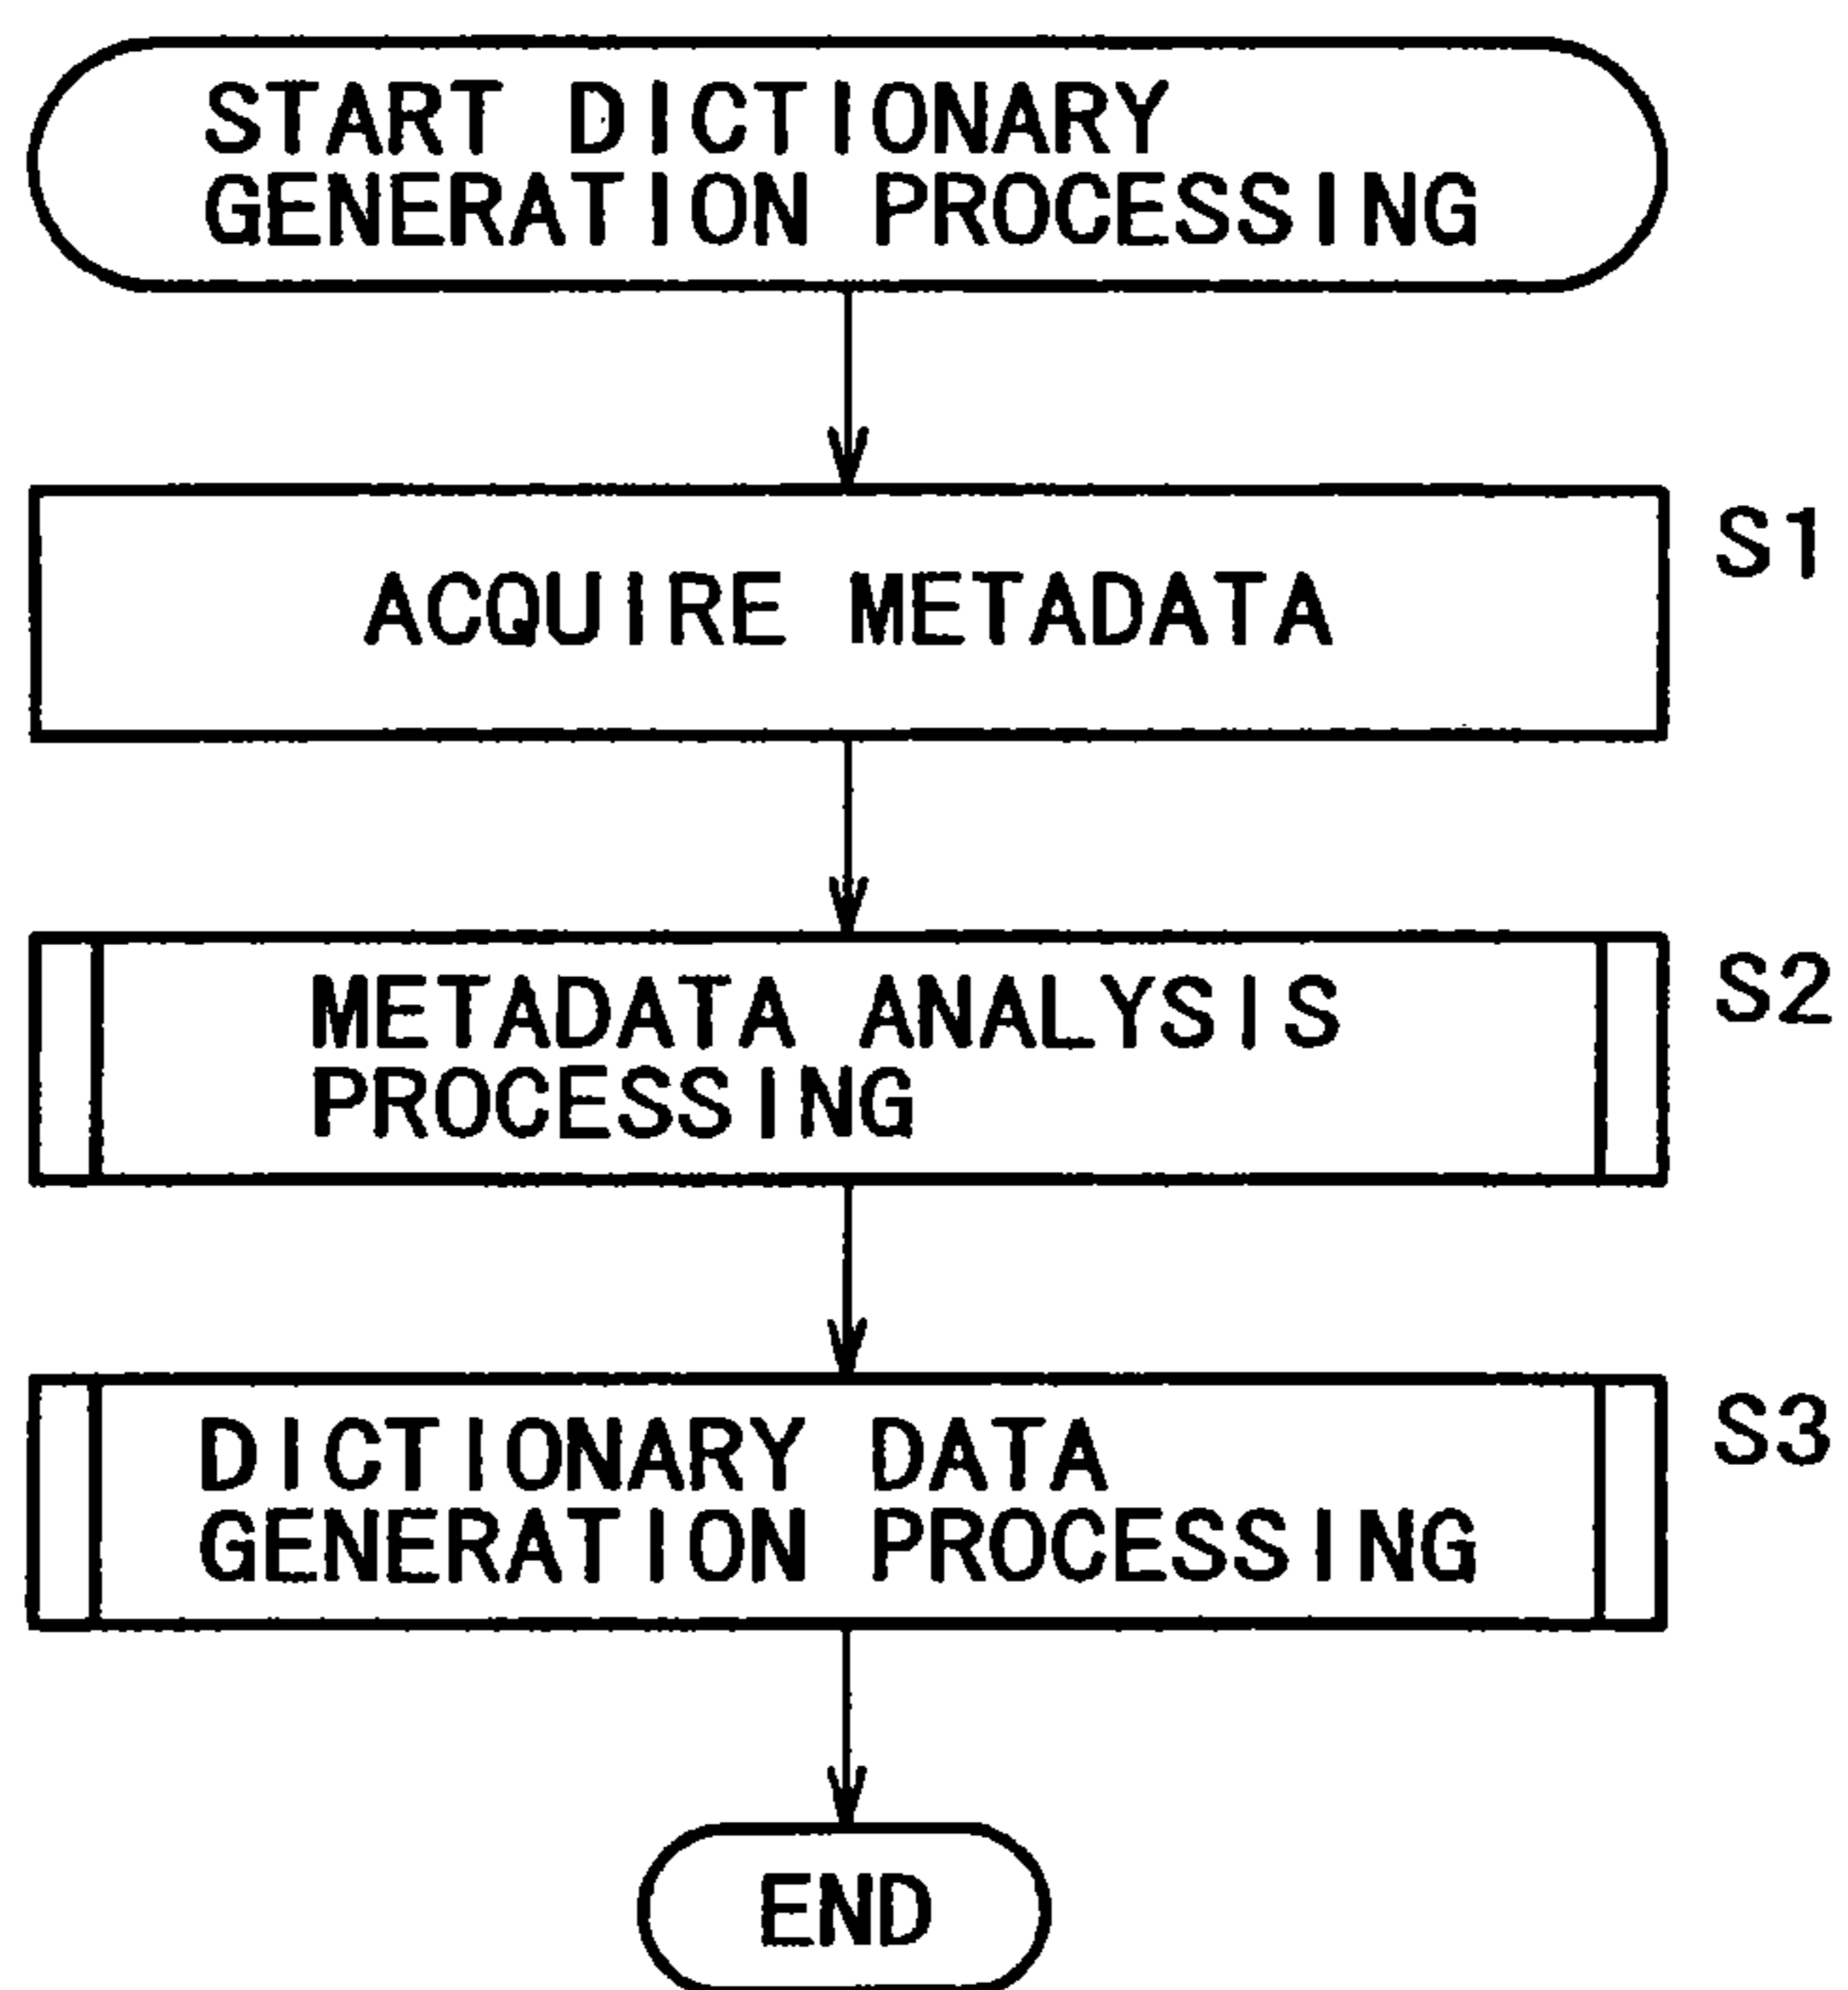 START DICTIONARY
GENERATION PROCESSING
ACQUIRE METADATA
S1
METADATA ANALYSIS
PROCESSING
S2
DICTIONARY DATA
GENERATION PROCESSING
S3
END